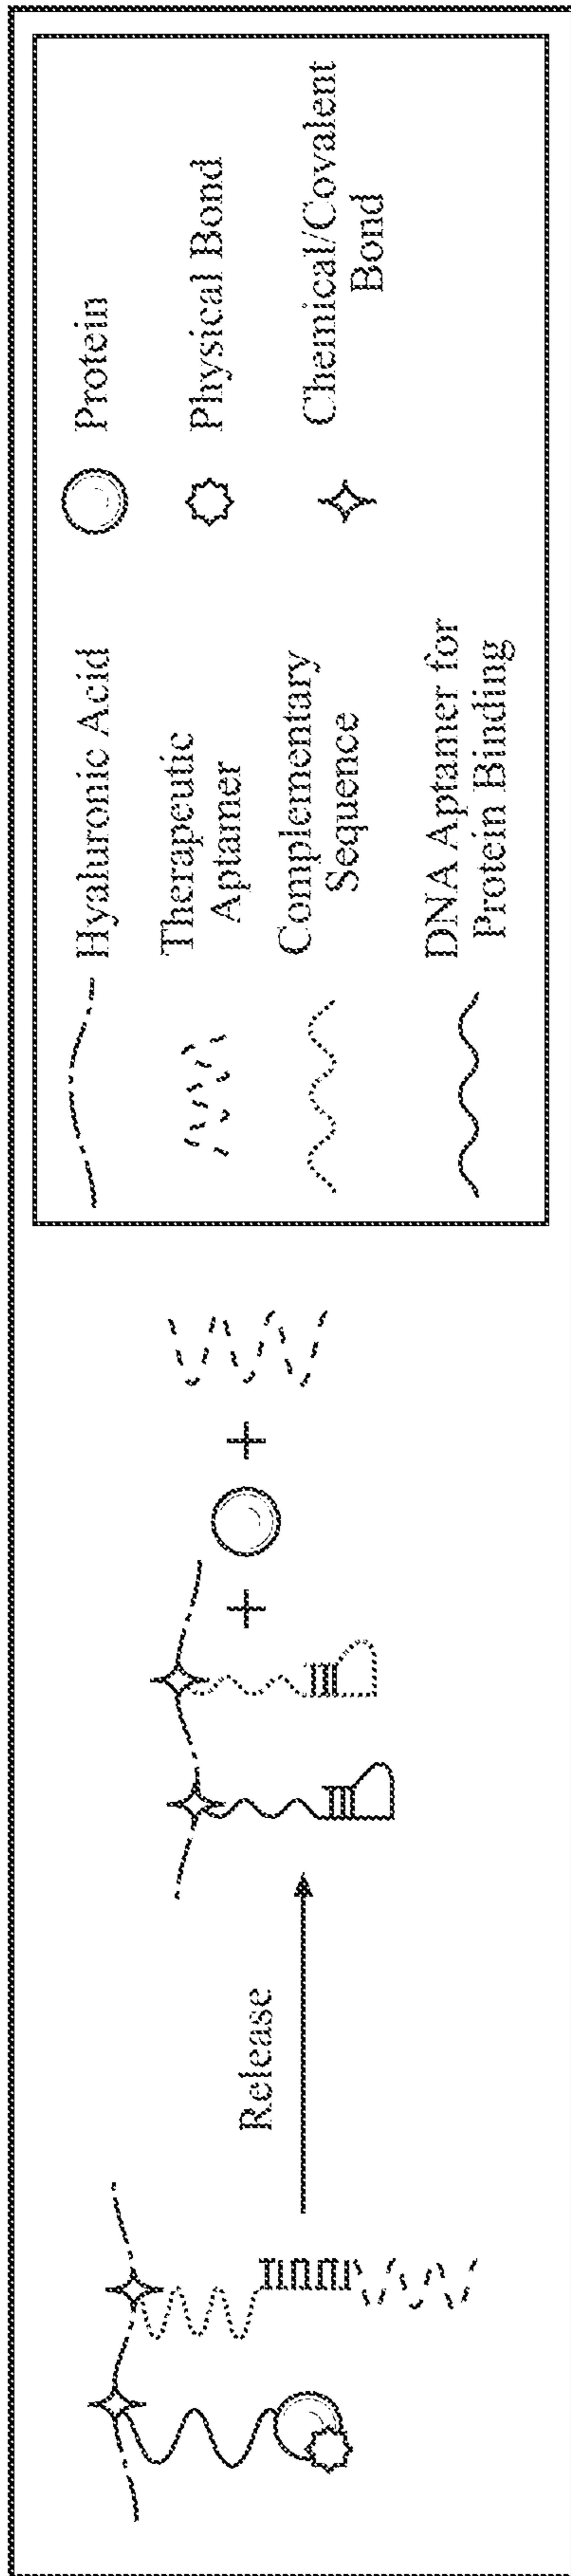 Release
+
+
Hyaluronic Acid
Therapeutic
Aptamer
Complementary
Sequence
DNA Aptamer for
Protein Binding
Protein
Physical Bond
Chemical/Covalent
Bond